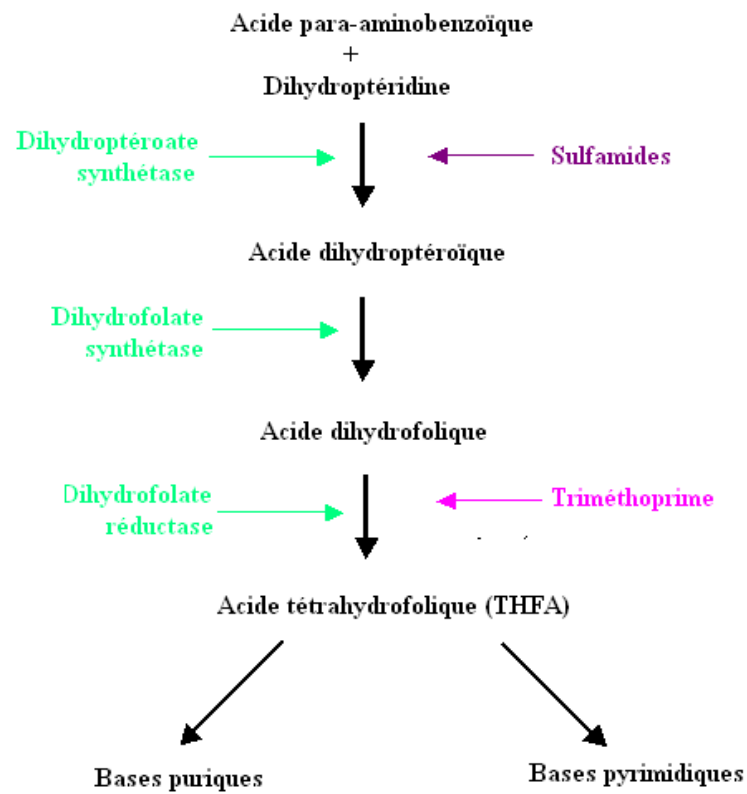 Acide para-aminobenzoïque
+
Dihydroptéridine
Dihydroptéroate
synthétase
Sulfamides
Acide dihydroptéroïque
Dihydrofolate
synthétase
Acide dihydrofolique
Dihydrofolate
réductase
Triméthoprime
Acide tétrahydrofolique (THFA)
Bases puriques
Bases pyrimidiques